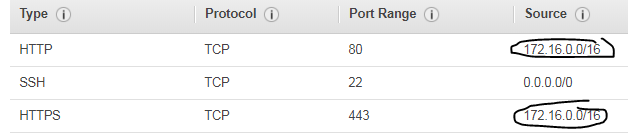 Type Protocol Port Range Source
HTTP TCP 80 172.16.0.0/16
SSH TCP 22 0.0.0.0/0
HTTPS TCP 443 172.16.0.0/16